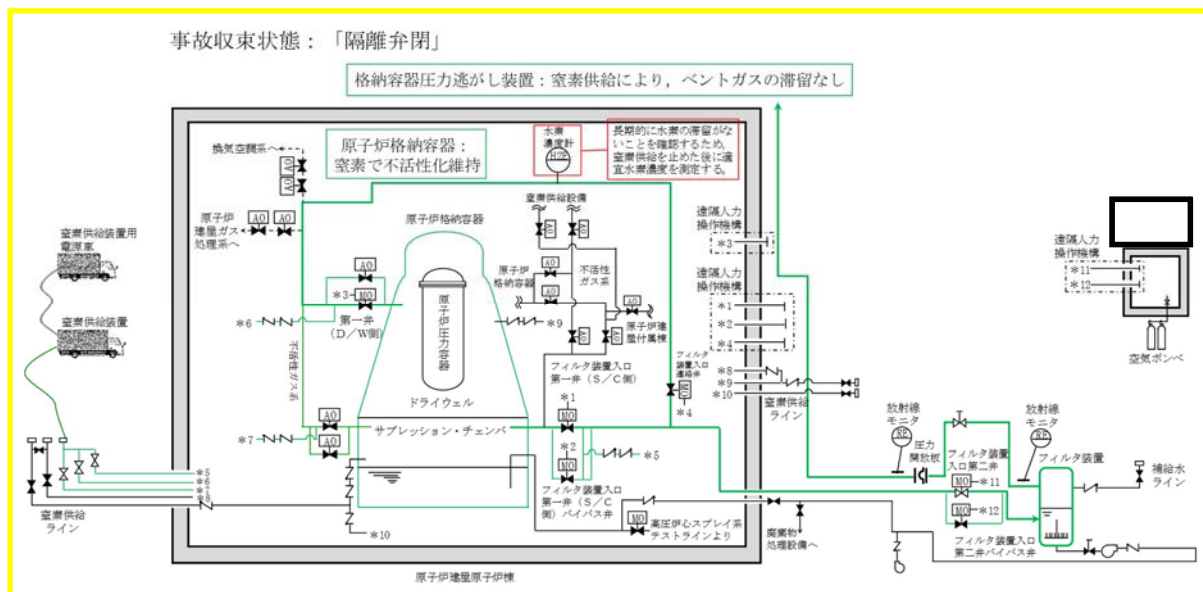 事故収束状態：「隔離弁閉」
格納容器圧力逃がし装置：窒素供給により，ベントガスの滞留なし
換気空調系へ
AO
AO
原子炉格納容器：
窒素で不活性化維持
水素
濃度計
H2E
長期的に水素の滞留がな
いことを確認するため，
窒素供給を止めた後に適
宜水素濃度を測定する。
原子炉
建屋ガス
処理系へ
AO
AO
原子炉格納容器
窒素供給設備
AO
AO
遠隔人力
操作機構
*3
遠隔人力
操作機構
*11
*12
空気ボンベ
窒素供給装置用
電源車
窒素供給装置
AO
*3
MO
*6
第一弁
（D／W側）
原子炉圧力容器
原子炉
格納容器
AO
AO
不活性
ガス系
AO
原子炉建
屋付属棟
*9
AO
AO
遠隔人力
操作機構
*1
*2
*4
不活性ガス系
ドライウェル
フィルタ装置入口
第一弁（S／C側）
フィルタ
装置入口
連絡弁
MO
*4
*8
*9
*10
窒素供給
ライン
AO
サプレッション・チェンバ
*1
MO
*7
AO
*2
MO
*5
フィルタ装置入口
第一弁（S／C
側）バイパス弁
放射線
モニタ
RE
圧力
開放板
放射線
モニタ
RE
フィルタ装置
入口第二弁
MO
*11
フィルタ装置
補給水
ライン
MO
*12
フィルタ装置入口
第二弁バイパス弁
*5
*6
*7
*8
窒素供給
ライン
*10
MO
高圧炉心スプレイ系
テストラインより
廃棄物
処理設備へ
原子炉建屋原子炉棟